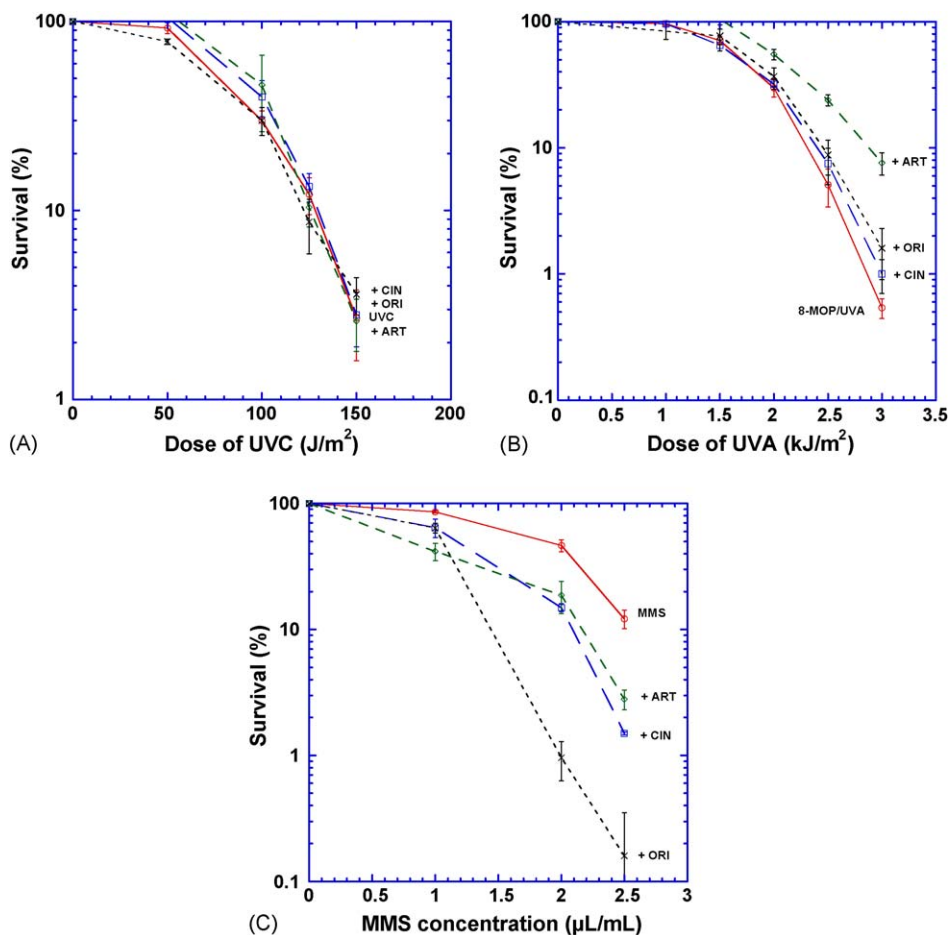 100
10
1
Survival (%)
0
50
100
150
200
+ CIN
+ ORI
UVC
+ ART
(A)
Dose of UVC (J/m²)
100
10
1
0.1
Survival (%)
0
0.5
1
1.5
2
2.5
3
3.5
+ ART
+ ORI
+ CIN
8-MOP/UVA
(B)
Dose of UVA (kJ/m²)
100
10
1
0.1
Survival (%)
0
0.5
1
1.5
2
2.5
3
MMS
+ ART
+ CIN
+ ORI
(C)
MMS concentration (µL/mL)